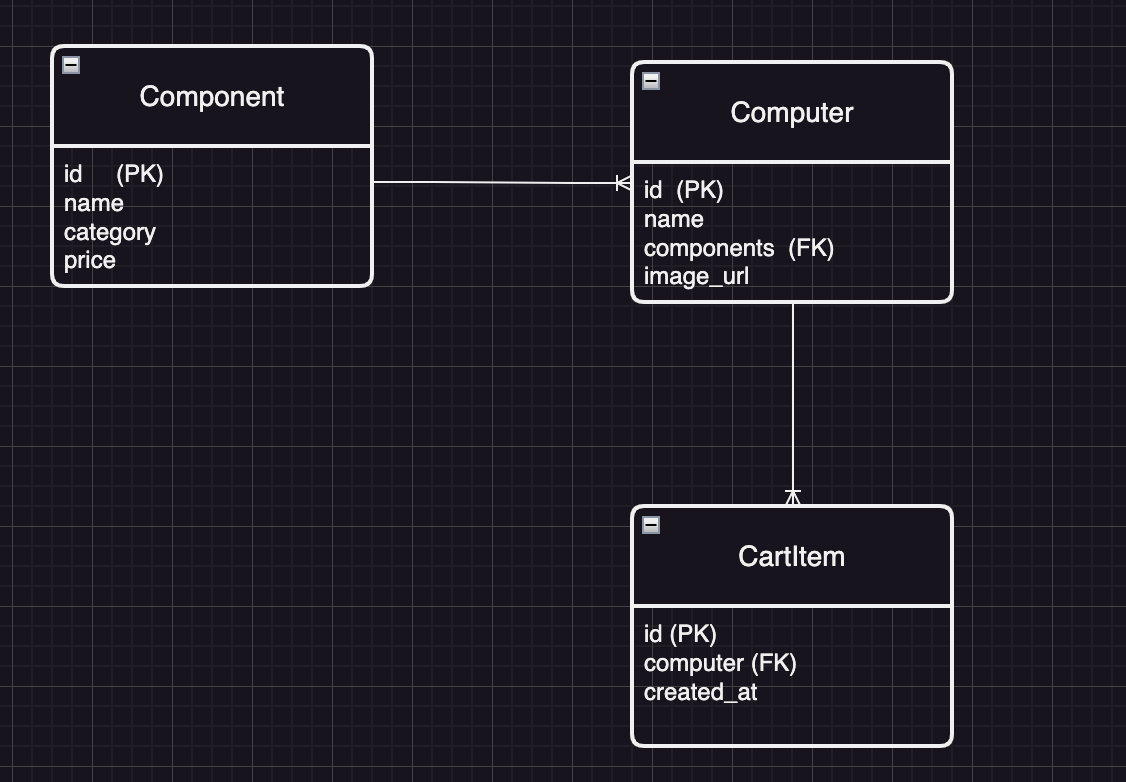 Component
id (PK)
name
category
price
Computer
id (PK)
name
components (FK)
image_url
CartItem
id (PK)
computer (FK)
created_at